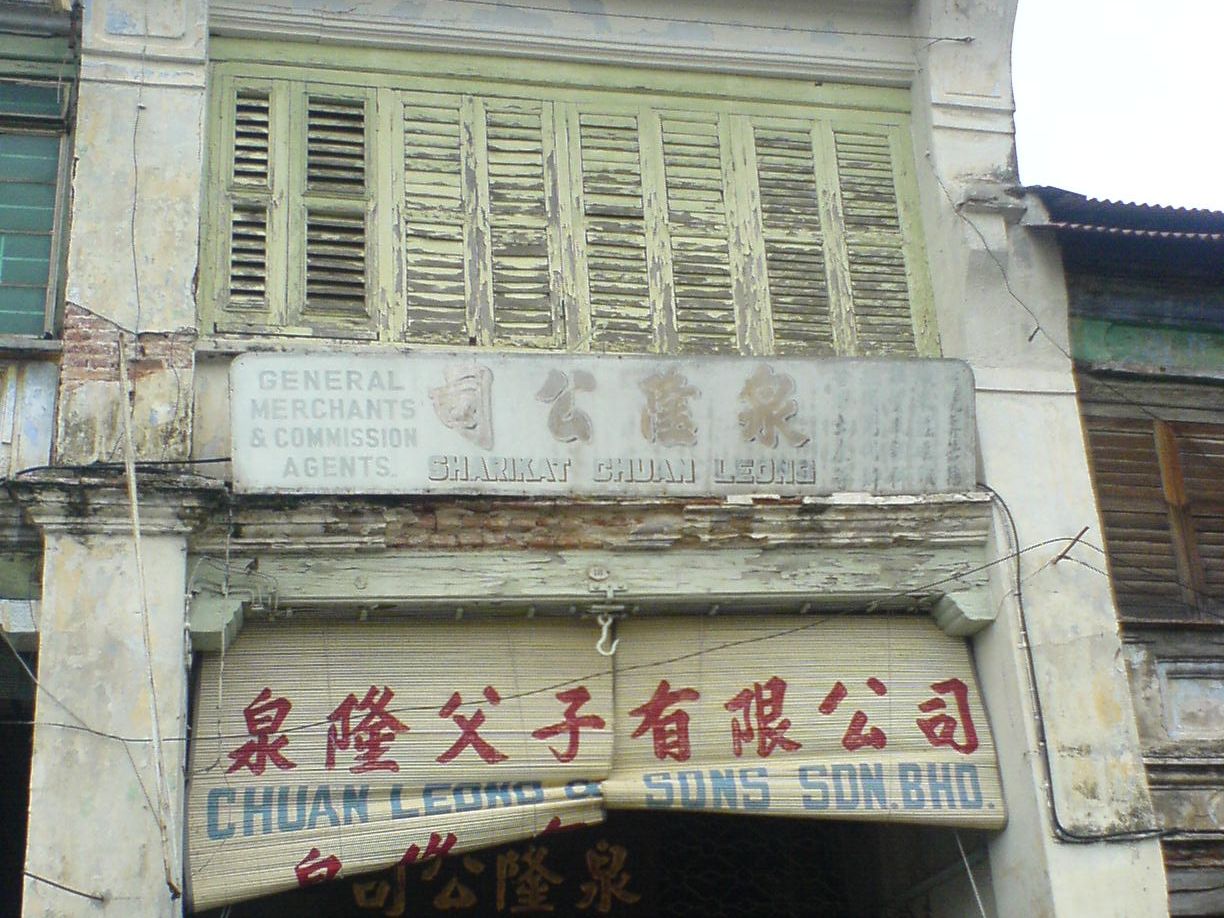 GENERAL
MERCHANTS
& COMMISSION
AGENTS.
司公隆泉
SHARIKAT CHUAN LEONG
泉隆父子有限公司
CHUAN LEONG & SONS SDN. BHD.
司公隆泉